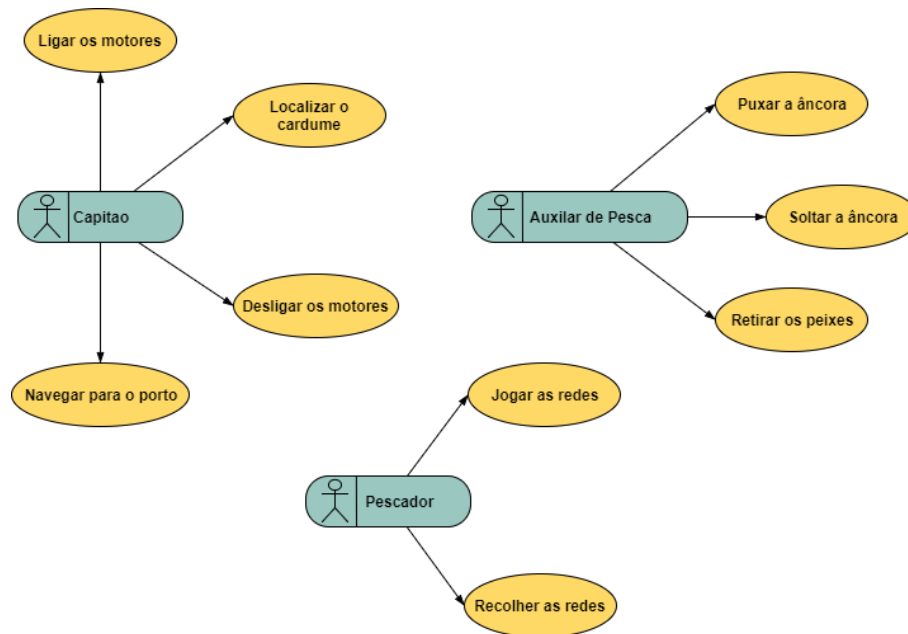 Ligar os motores
Localizar o
cardume
Capitao
Desligar os motores
Navegar para o porto
Puxar a âncora
Auxilar de Pesca
Soltar a âncora
Retirar os peixes
Jogar as redes
Pescador
Recolher as redes